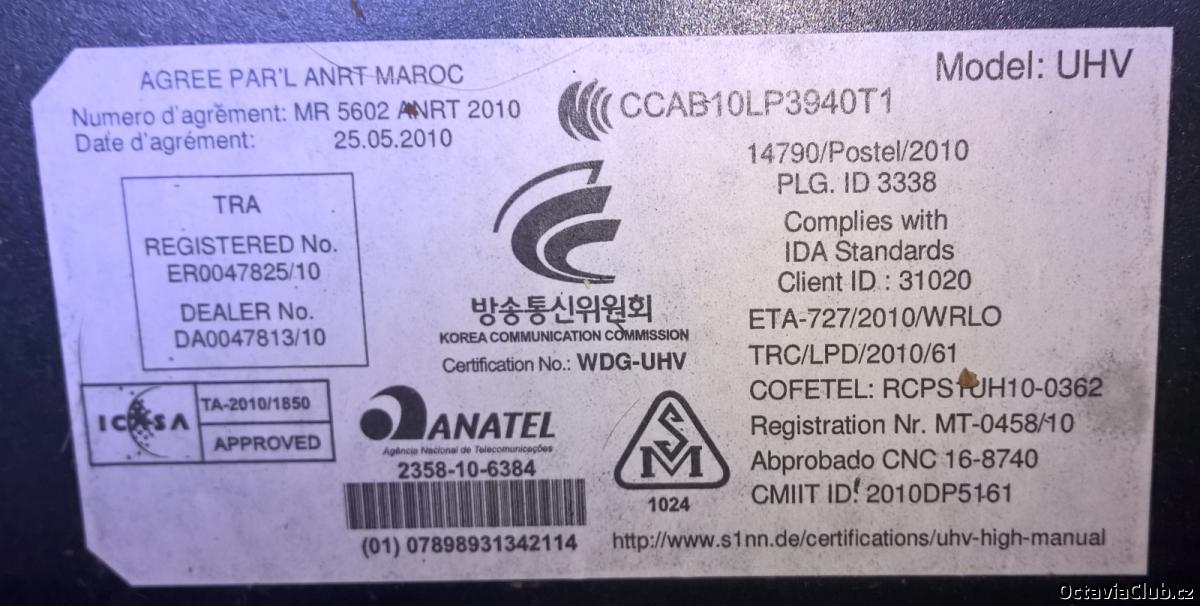 AGREE PAR'L ANRT MAROC
Numero d'agrèment: MR 5602 ANRT 2010
Date d'agrément: 25.05.2010
TRA
REGISTERED No.
ER0047825/10
DEALER No.
DA0047813/10
ICASA
TA-2010/1850
APPROVED
CCAB10LP3940T1
방송통신위원회
KOREA COMMUNICATION COMMISSION
Certification No.: WDG-UHV
ANATEL
Agência Nacional de Telecomunicações
2358-10-6384
(01) 07898931342114
SM
1024
Model: UHV
14790/Postel/2010
PLG. ID 3338
Complies with
IDA Standards
Client ID : 31020
ETA-727/2010/WRLO
TRC/LPD/2010/61
COFETEL: RCPS1UH10-0362
Registration Nr. MT-0458/10
Abprobado CNC 16-8740
CMIIT ID: 2010DP5161
http://www.s1nn.de/certifications/uhv-high-manual
OctaviaClub.cz